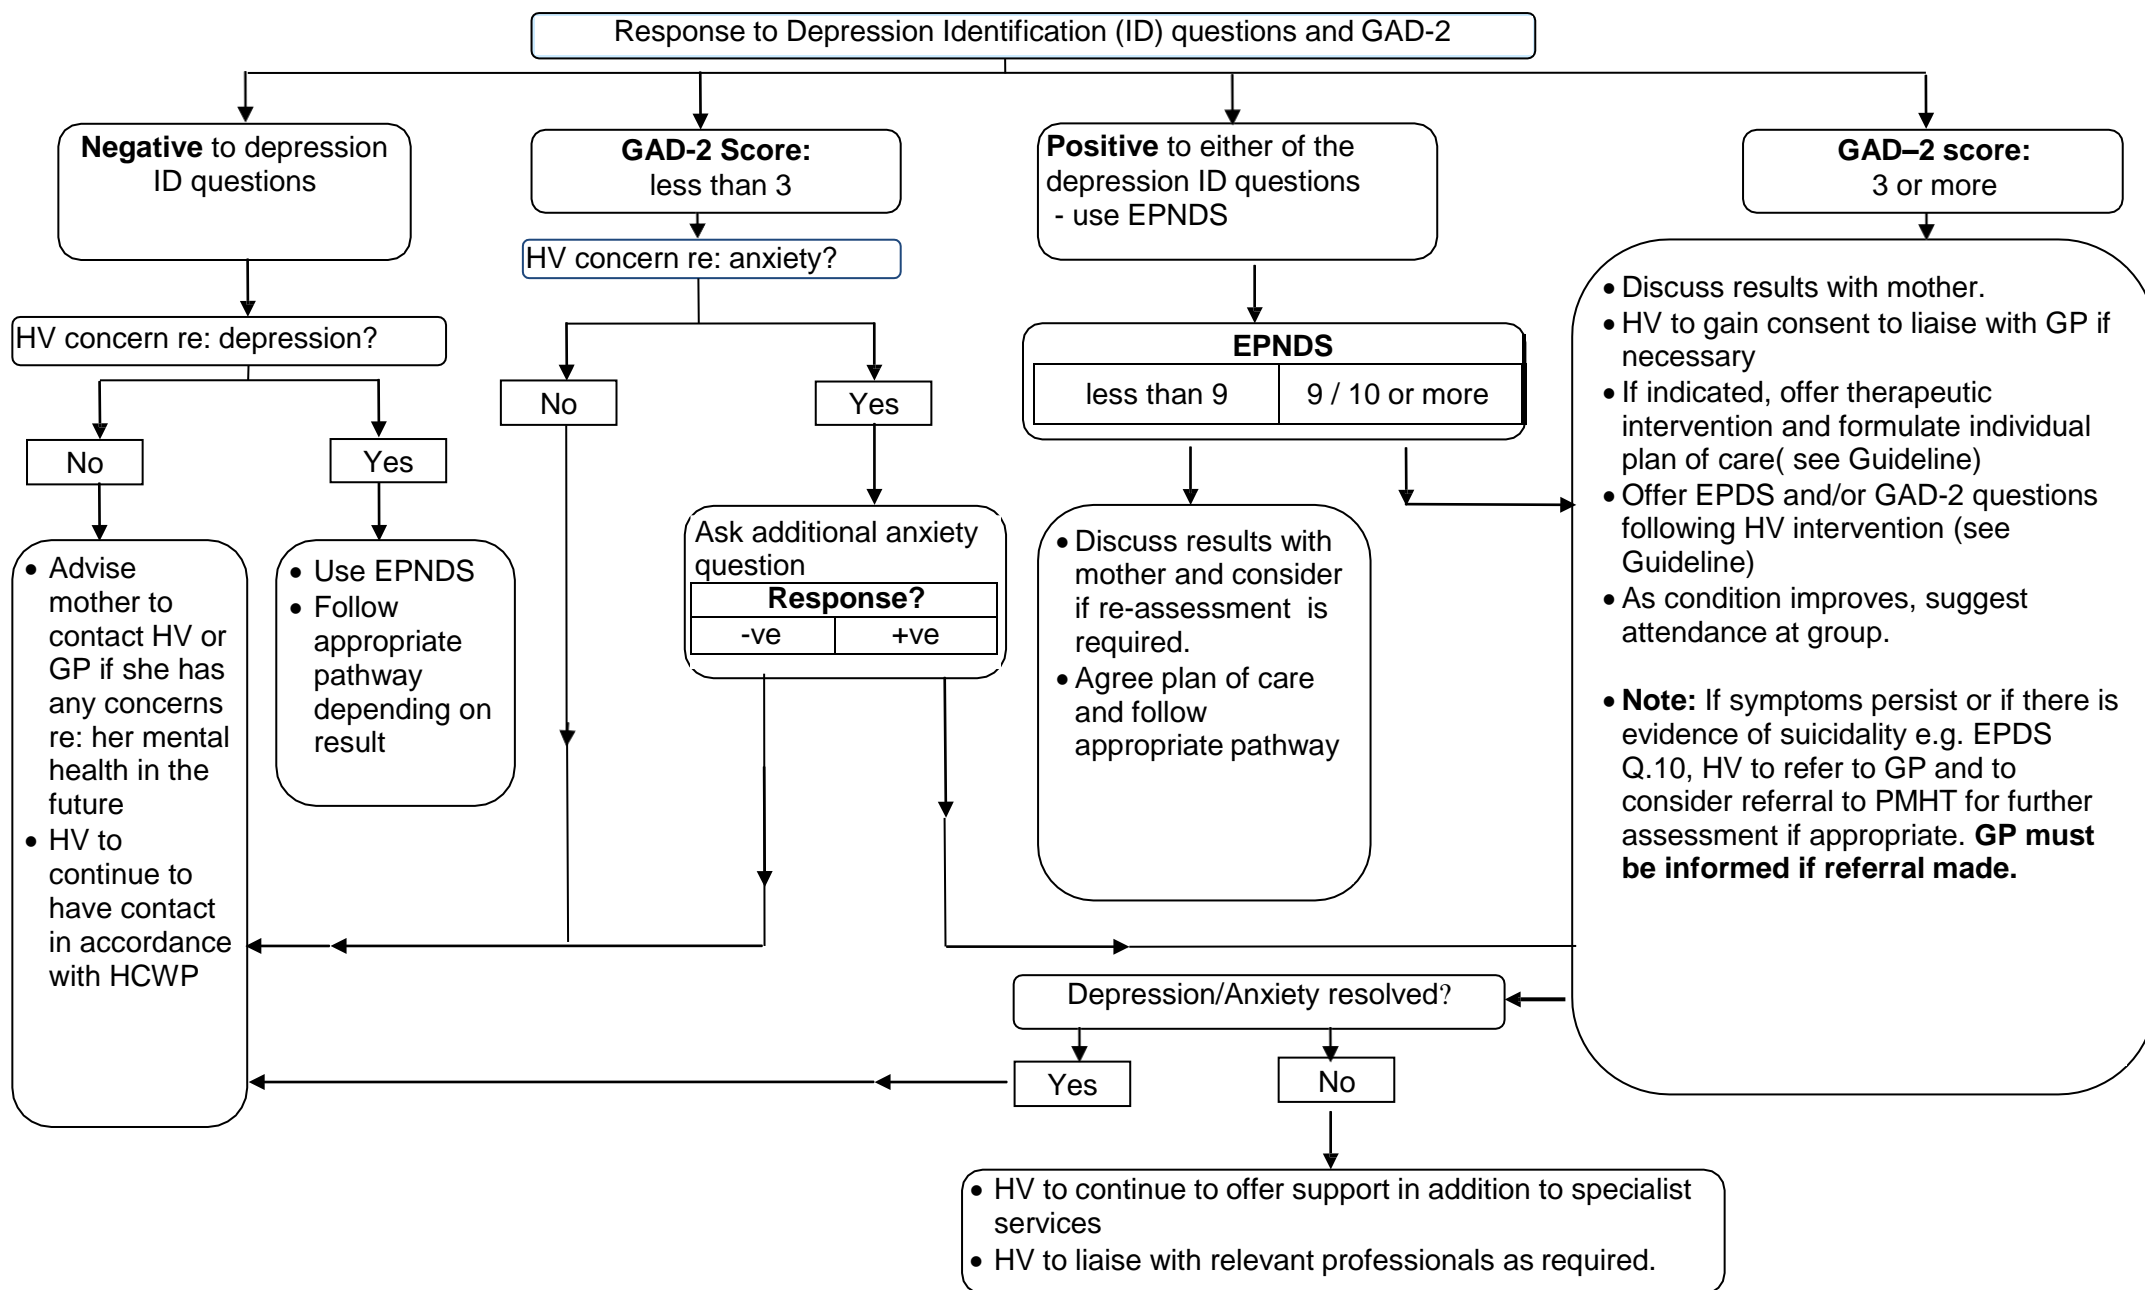 Response to Depression Identification (ID) questions and GAD-2
Negative to depression
ID questions
GAD-2 Score:
less than 3
Positive to either of the
depression ID questions
- use EPNDS
GAD–2 score:
3 or more
HV concern re: depression?
No
Yes
HV concern re: anxiety?
No
Yes
EPNDS
less than 9
9 / 10 or more
• Advise
mother to
contact HV or
GP if she has
any concerns
re: her mental
health in the
future
• HV to
continue to
have contact
in accordance
with HCWP
• Use EPNDS
• Follow
appropriate
pathway
depending on
result
Ask additional anxiety
question
Response?
-ve
+ve
• Discuss results with
mother and consider
if re-assessment is
required.
• Agree plan of care
and follow
appropriate pathway
• Discuss results with mother.
• HV to gain consent to liaise with GP if
necessary
• If indicated, offer therapeutic
intervention and formulate individual
plan of care( see Guideline)
• Offer EPDS and/or GAD-2 questions
following HV intervention (see
Guideline)
• As condition improves, suggest
attendance at group.
• Note: If symptoms persist or if there is
evidence of suicidality e.g. EPDS
Q.10, HV to refer to GP and to
consider referral to PMHT for further
assessment if appropriate. GP must
be informed if referral made.
Depression/Anxiety resolved?
Yes
No
• HV to continue to offer support in addition to specialist
services
• HV to liaise with relevant professionals as required.